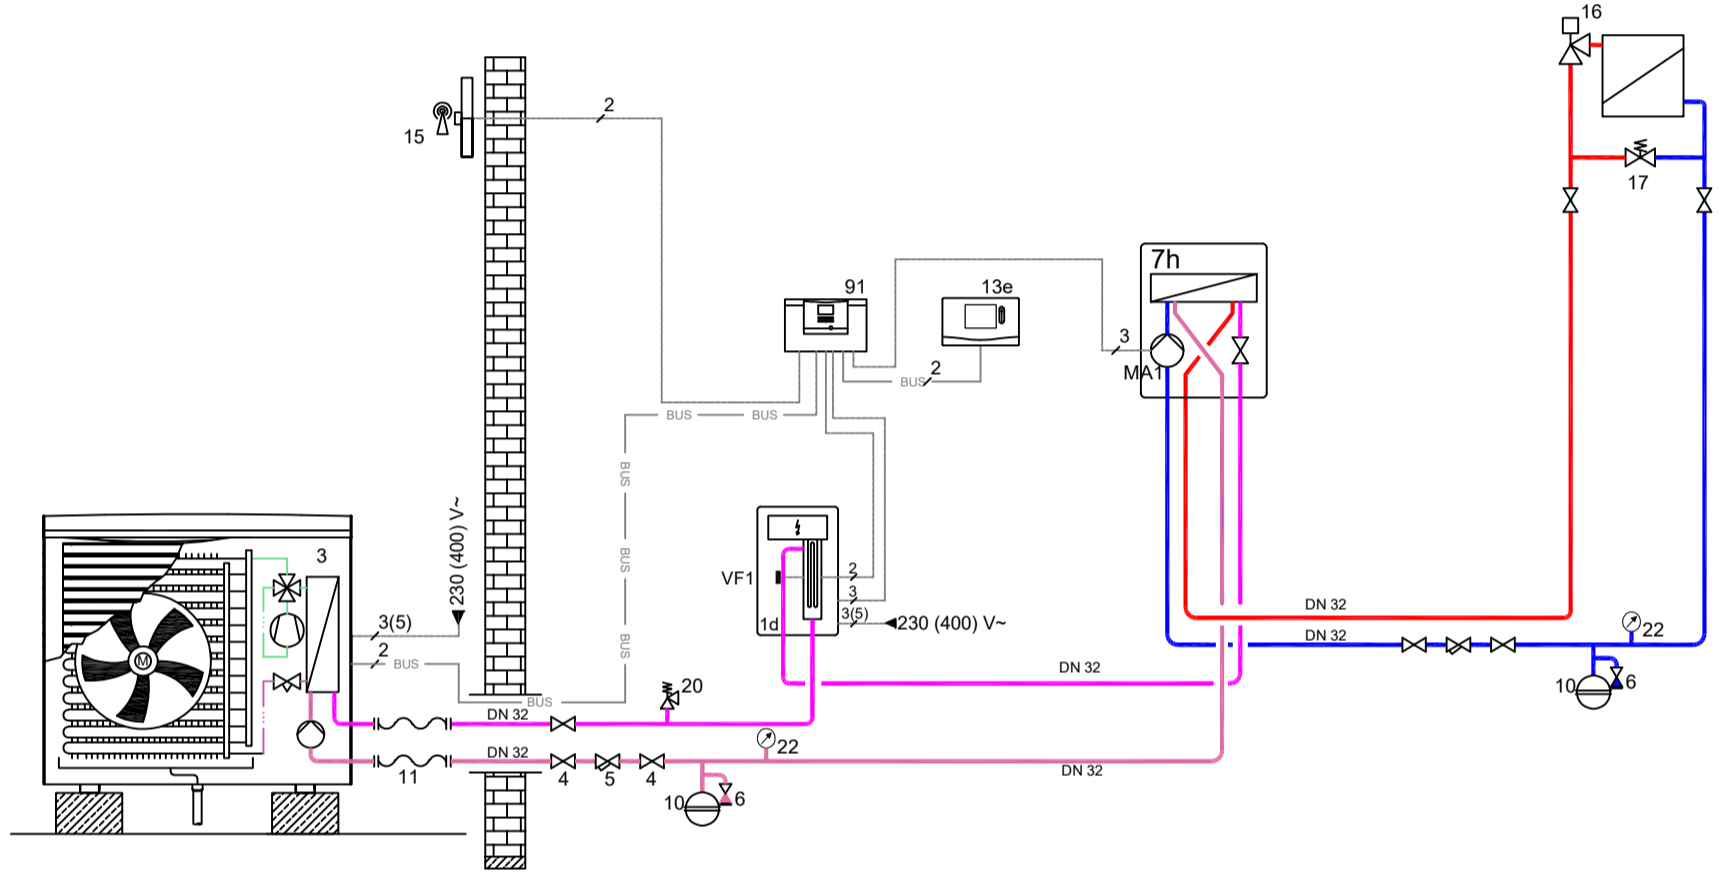 16
2
15
17
7h
91
13e
3
MA1
BUS
2
BUS
BUS
BUS
230 (400) V~
3
VF1
2
3
3(5)
230 (400) V~
1d
BUS
DN 32
DN 32
22
3(5)
2
BUS
BUS
DN 32
20
10
6
BUS
DN 32
22
DN 32
DN 32
11
4
5
4
10
6
M